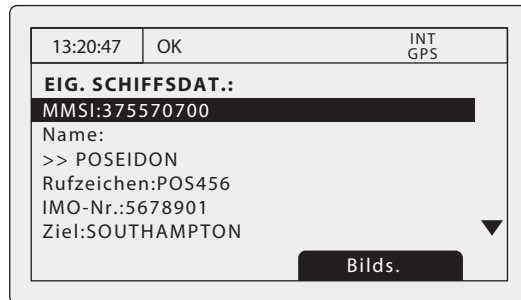 13:20:47 OK INT
GPS
EIG. SCHIFFSDAT.:
MMSI:375570700
Name:
>> POSEIDON
Rufzeichen:POS456
IMO-Nr.:5678901
Ziel:SOUTHAMPTON
Bilds.